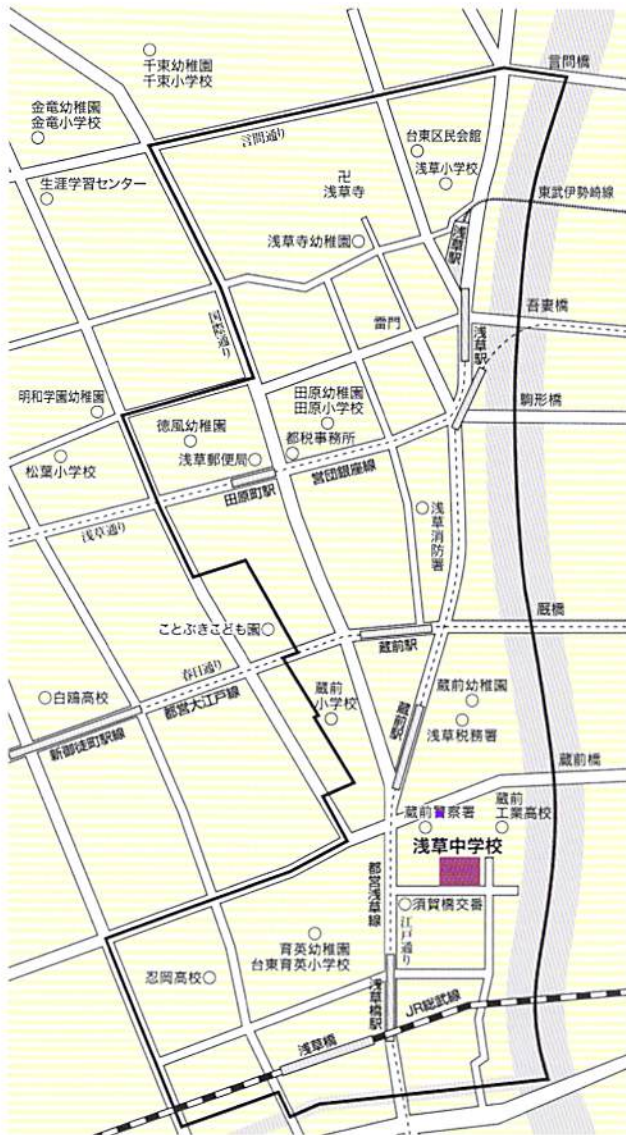 千束幼稚園
千束小学校
言問橋
金竜幼稚園
金竜小学校
言問通り
台東区民会館
浅草小学校
生涯学習センター
卍
浅草寺
東武伊勢崎線
浅草駅
浅草寺幼稚園
吾妻橋
国際通り
雷門
浅草駅
駒形橋
明和学園幼稚園
田原幼稚園
田原小学校
徳風幼稚園
都税事務所
浅草郵便局
松葉小学校
田原町駅
営団銀座線
浅草通り
浅草消防署
ことぶきこども園
厩橋
蔵前駅
春日通り
都営大江戸線
白鴎高校
新御徒町駅線
蔵前
小学校
蔵前駅
蔵前幼稚園
浅草税務署
蔵前橋
蔵前警察署
蔵前
工業高校
浅草中学校
都営浅草線
須賀橋交番
江戸通り
育英幼稚園
台東育英小学校
忍岡高校
浅草橋駅
JR総武線
浅草橋